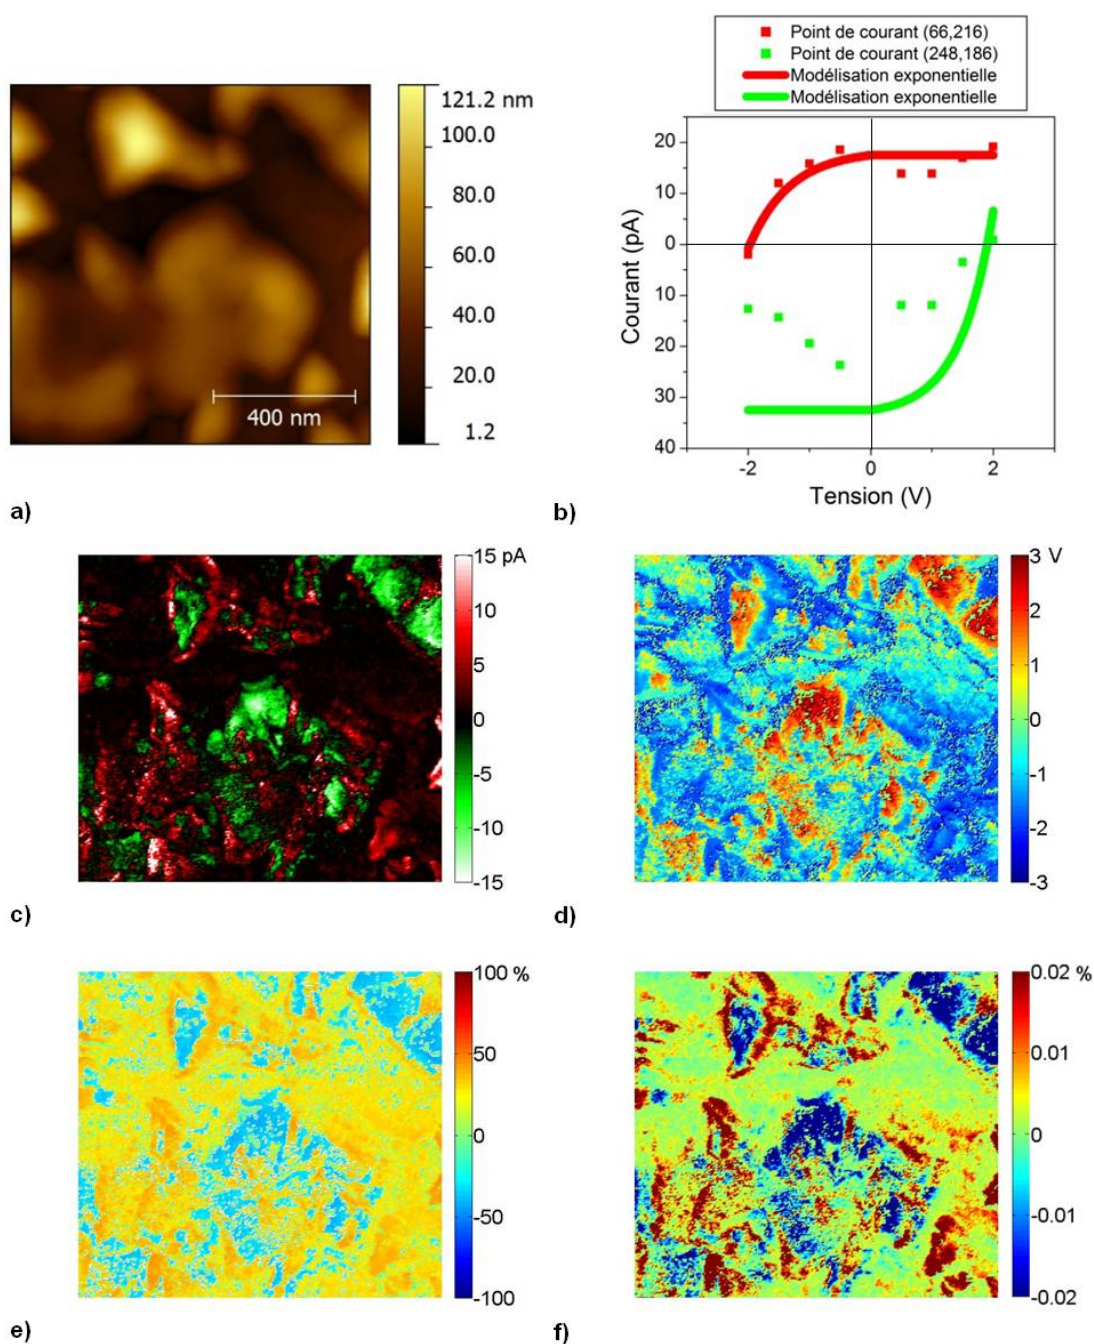 Point de courant (66,216)
Point de courant (248,186)
Modélisation exponentielle
Modélisation exponentielle
121.2 nm
100.0
80.0
60.0
40.0
20.0
1.2
400 nm
20
10
0
10
20
30
40
Courant (pA)
-2
0
2
Tension (V)
a)
b)
15 pA
10
5
0
-5
-10
-15
3 V
2
1
0
-1
-2
-3
c)
d)
100 %
50
0
-50
-100
0.02 %
0.01
0
-0.01
-0.02
e)
f)